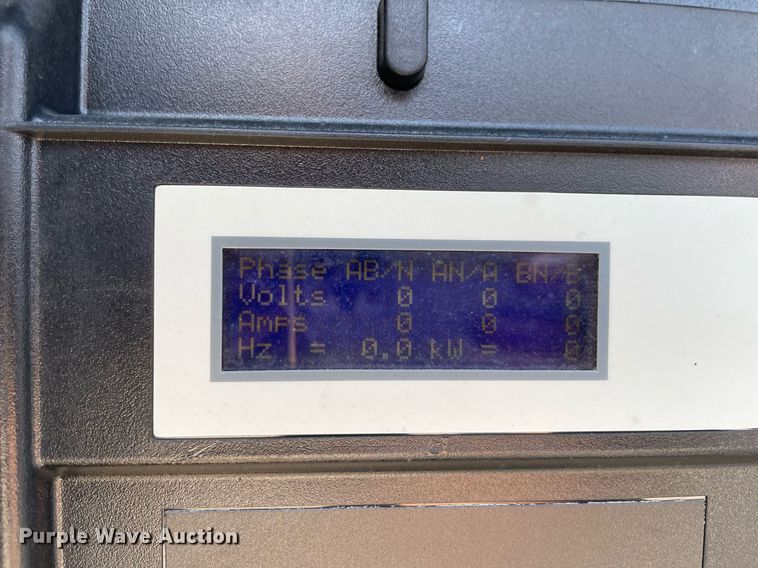 Phase AB/N AN/A BN/B
Volts 0 0 0
Amps 0 0 0
Hz = 0.0 kW = 0
Purple Wave Auction